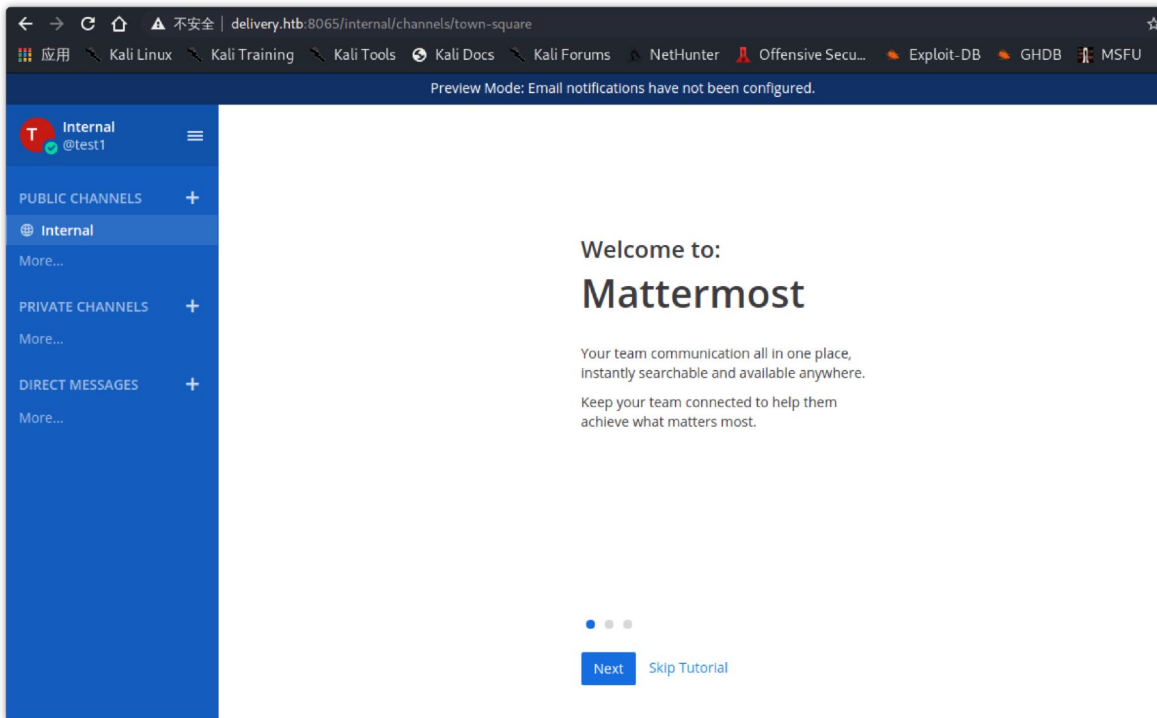 不安全 | delivery.htb:8065/internal/channels/town-square
应用 Kali Linux Kali Training Kali Tools Kali Docs Kali Forums NetHunter Offensive Secu... Exploit-DB GHDB MSFU
Preview Mode: Email notifications have not been configured.
T
Internal
@test1
PUBLIC CHANNELS +
Internal
More...
PRIVATE CHANNELS +
More...
DIRECT MESSAGES +
More...
Welcome to:
Mattermost
Your team communication all in one place,
instantly searchable and available anywhere.
Keep your team connected to help them
achieve what matters most.
Next Skip Tutorial